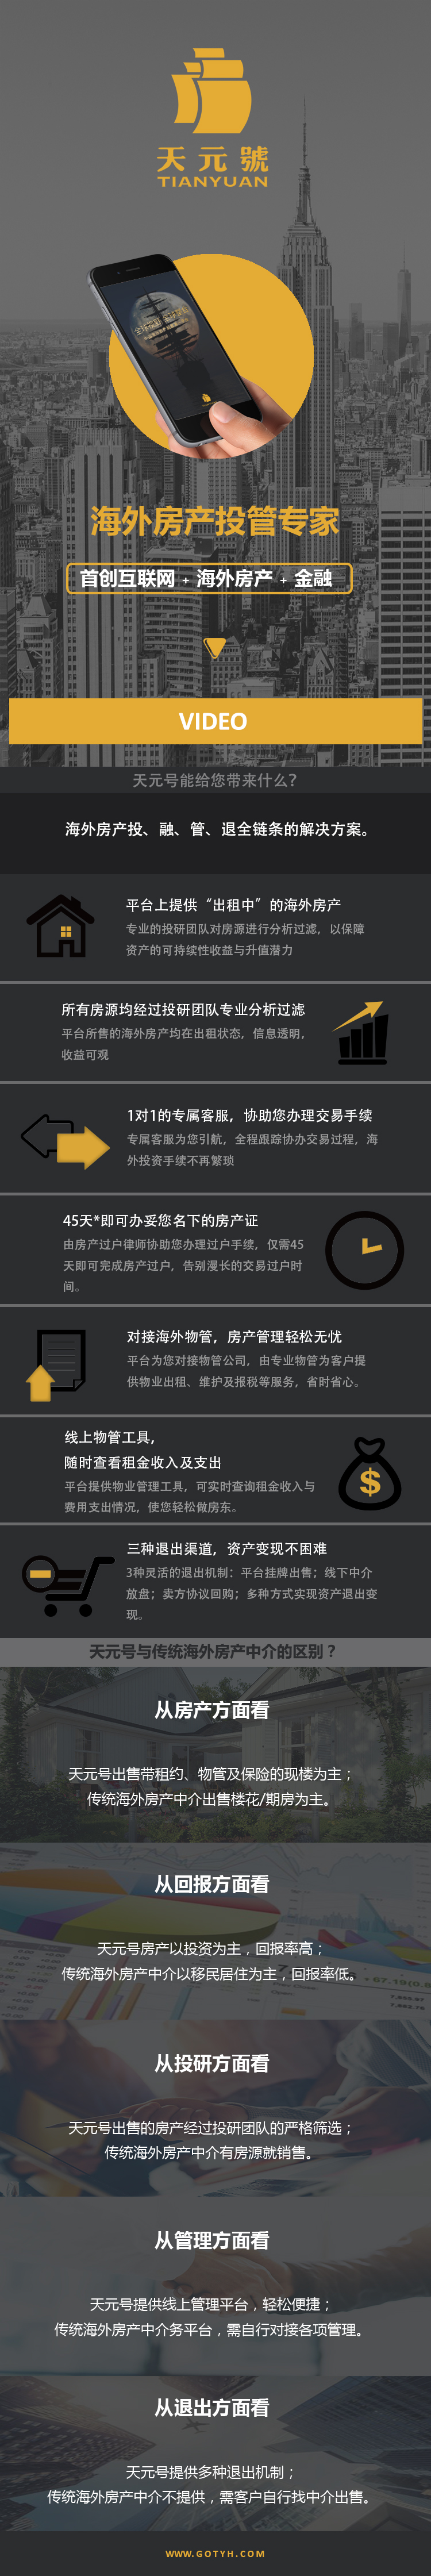 天元號
TIANYUAN
海外房产投管专家
首创互联网 + 海外房产 + 金融
VIDEO
天元号能给您带来什么?
海外房产投、融、管、退全链条的解决方案。
平台上提供“出租中”的海外房产
专业的投研团队对房源进行分析过滤，以保障
资产的可持续性收益与升值潜力
所有房源均经过投研团队专业分析过滤
平台所售的海外房产均在出租状态，信息透明，
收益可观
1对1的专属客服，协助您办理交易手续
专属客服为您引航，全程跟踪协办交易过程，海
外投资手续不再繁琐
45天*即可办妥您名下的房产证
由房产过户律师协助您办理过户手续，仅需45
天即可完成房产过户，告别漫长的交易过户时
间。
对接海外物管，房产管理轻松无忧
平台为您对接物管公司，由专业物管为客户提
供物业出租、维护及报税等服务，省时省心。
线上物管工具，
随时查看租金收入及支出
平台提供物业管理工具，可实时查询租金收入与
费用支出情况，使您轻松做房东。
三种退出渠道，资产变现不困难
3种灵活的退出机制：平台挂牌出售；线下中介
放盘；卖方协议回购；多种方式实现资产退出变
现。
天元号与传统海外房产中介的区别？
从房产方面看
天元号出售带租约、物管及保险的现楼为主；
传统海外房产中介出售楼花/期房为主。
从回报方面看
天元号房产以投资为主，回报率高；
传统海外房产中介以移民居住为主，回报率低。
从投研方面看
天元号出售的房产经过投研团队的严格筛选；
传统海外房产中介有房源就销售。
从管理方面看
天元号提供线上管理平台，轻松便捷；
传统海外房产中介务平台，需自行对接各项管理。
从退出方面看
天元号提供多种退出机制；
传统海外房产中介不提供，需客户自行找中介出售。
WWW.GOTYH.COM